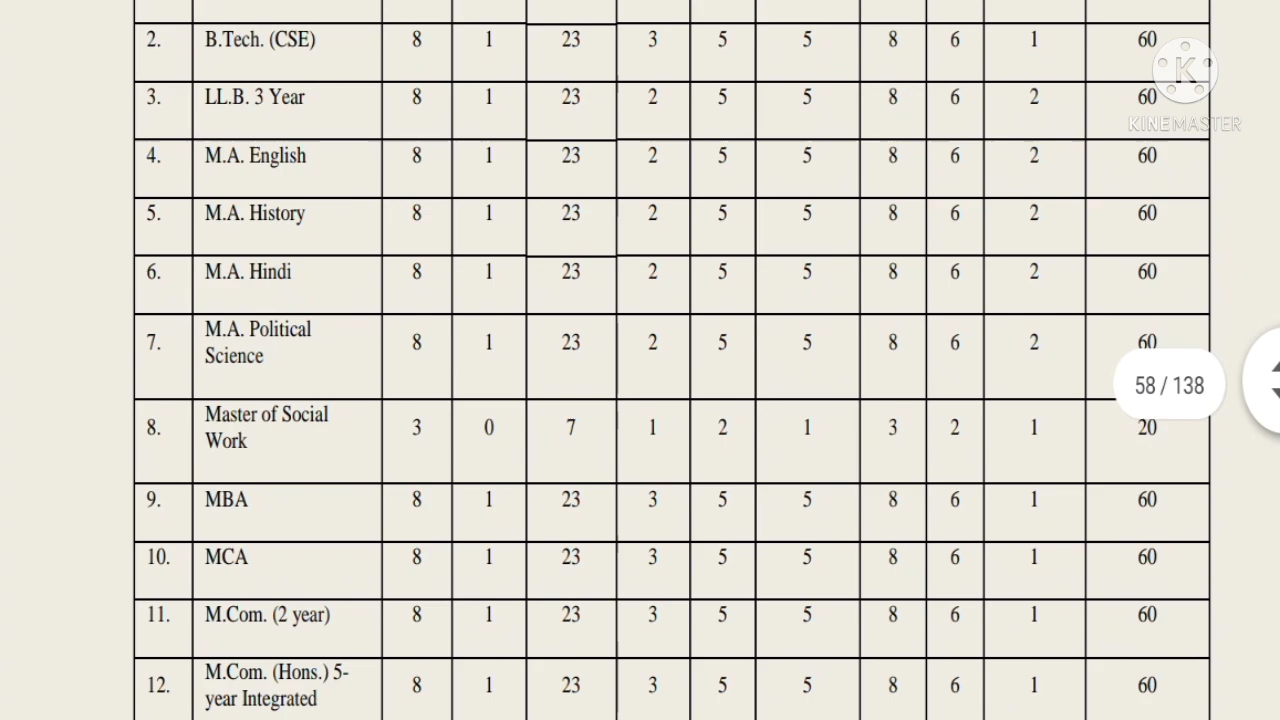 2. B.Tech. (CSE) 8 1 23 3 5 5 8 6 1 60
3. LL.B. 3 Year 8 1 23 2 5 5 8 6 2 60
4. M.A. English 8 1 23 2 5 5 8 6 2 60
5. M.A. History 8 1 23 2 5 5 8 6 2 60
6. M.A. Hindi 8 1 23 2 5 5 8 6 2 60
7. M.A. Political
Science 8 1 23 2 5 5 8 6 2 60
8. Master of Social
Work 3 0 7 1 2 1 3 2 1 20
9. MBA 8 1 23 3 5 5 8 6 1 60
10. MCA 8 1 23 3 5 5 8 6 1 60
11. M.Com. (2 year) 8 1 23 3 5 5 8 6 1 60
12. M.Com. (Hons.) 5-
year Integrated 8 1 23 3 5 5 8 6 1 60
K
KINEMASTER
58 / 138